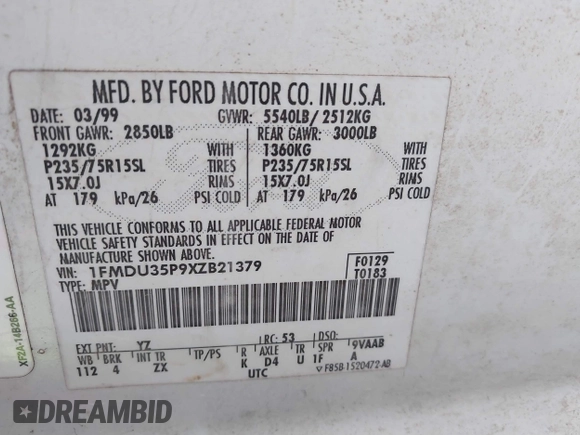 MFD. BY FORD MOTOR CO. IN U.S.A.
DATE: 03/99 GVWR: 5540LB/ 2512KG
FRONT GAWR: 2850LB REAR GAWR: 3000LB
1292KG WITH 1360KG WITH
P235/75R15SL TIRES P235/75R15SL TIRES
15X7.0J RIMS 15X7.0J RIMS
AT 179 kPa/26 PSI COLD AT 179 kPa/26 PSI COLD
THIS VEHICLE CONFORMS TO ALL APPLICABLE FEDERAL MOTOR
VEHICLE SAFETY STANDARDS IN EFFECT ON THE DATE OF
MANUFACTURE SHOWN ABOVE.
VIN: 1FMDU35P9XZB21379 F0129
TYPE: MPV T0183
EXT PNT: YZ RC: 53 DSO:
WB BRK INT TR TP/PS R AXLE TR SPR 9VAAB
112 4 ZX K D4 U 1F A
UTC ▽ F85B-1520472-AB
XF2A-14B266-AA
DREAMBID